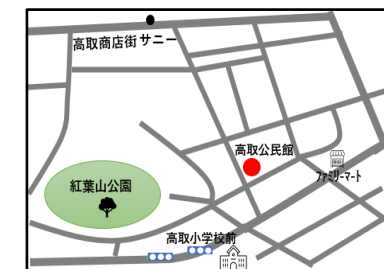 高取商店街 サニー
高取公民館
ファミリーマート
紅葉山公園
高取小学校前